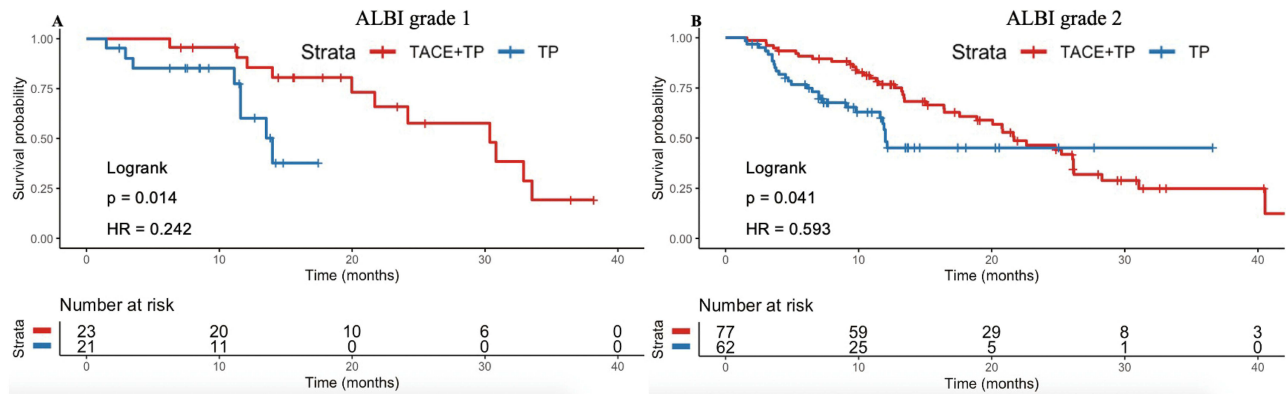 A
ALBI grade 1
Strata TACE+TP TP
1.00
0.75
0.50
0.25
0.00
Survival probability
Logrank
p = 0.014
HR = 0.242
0 10 20 30 40
Time (months)
Number at risk
Strata
23 20 10 6 0
21 11 0 0 0
0 10 20 30 40
Time (months)
B
ALBI grade 2
Strata TACE+TP TP
1.00
0.75
0.50
0.25
0.00
Survival probability
Logrank
p = 0.041
HR = 0.593
0 10 20 30 40
Time (months)
Number at risk
Strata
77 59 29 8 3
62 25 5 1 0
0 10 20 30 40
Time (months)